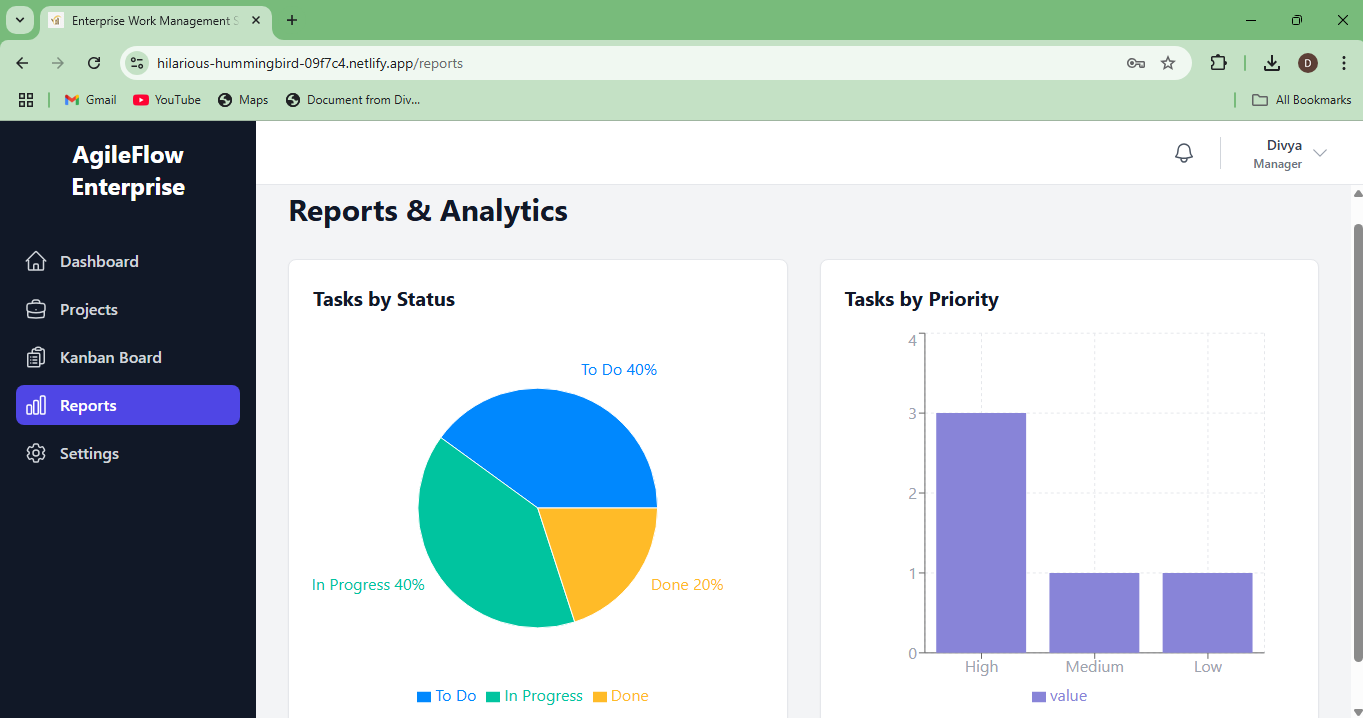 Enterprise Work Management S
hilarious-hummingbird-09f7c4.netlify.app/reports
D
Gmail
YouTube
Maps
Document from Div...
All Bookmarks
AgileFlow
Enterprise
Dashboard
Projects
Kanban Board
Reports
Settings
Divya
Manager
Reports & Analytics
Tasks by Status
To Do 40%
In Progress 40%
Done 20%
To Do
In Progress
Done
Tasks by Priority
4
3
2
1
0
High
Medium
Low
value